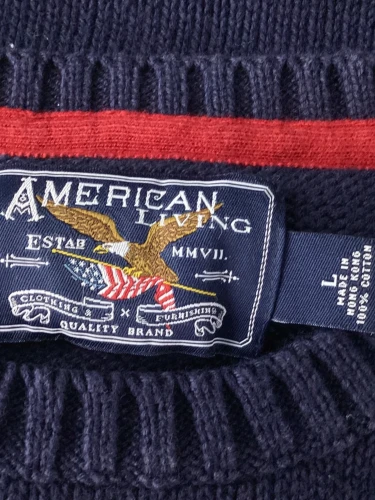 AMERICAN
LIVING
ESTAB MMVII.
CLOTHING & × FURNISHING
QUALITY BRAND
L
MADE IN
HONG KONG
100% COTTON